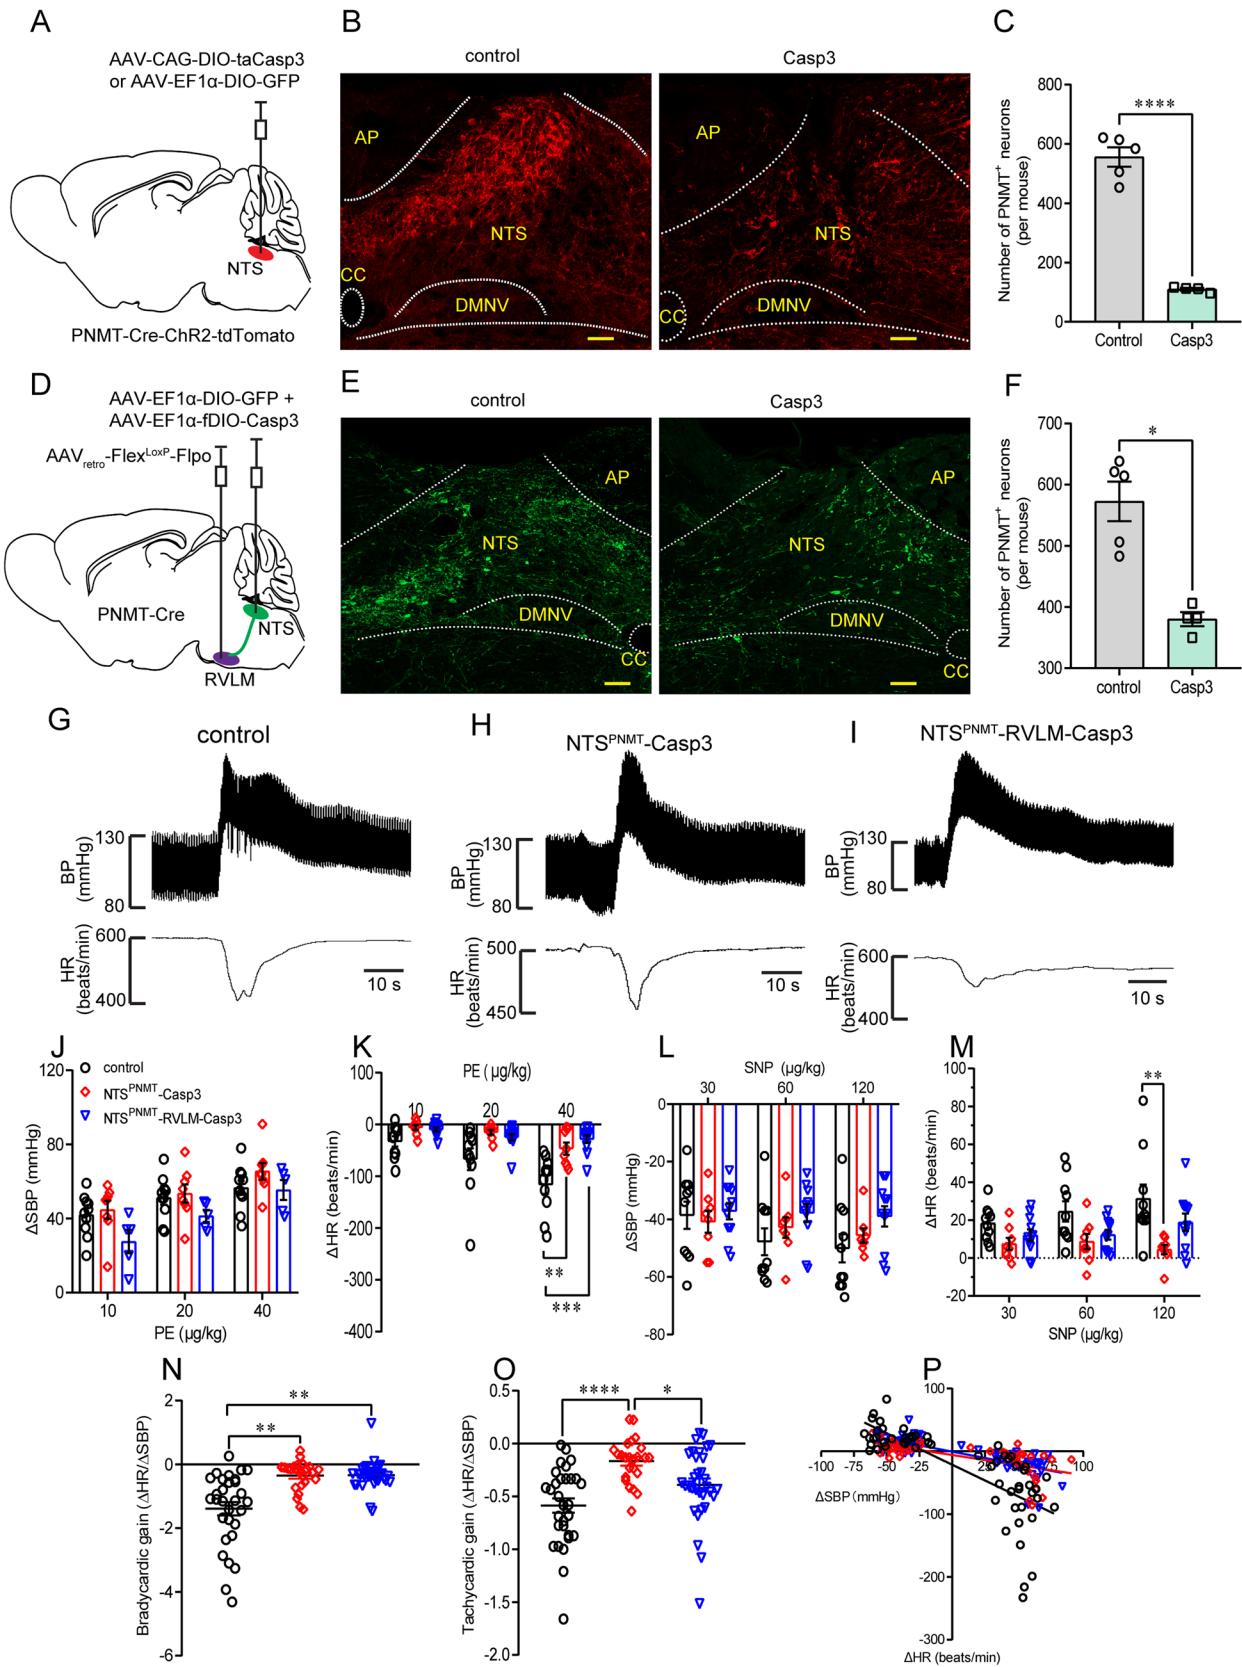 A
AAV-CAG-DIO-taCasp3
or AAV-EF1α-DIO-GFP
NTS
PNMT-Cre-ChR2-tdTomato
B
control
Casp3
AP
NTS
CC
DMNV
AP
NTS
CC
DMNV
C
800
600
400
200
0
Number of PNMT+ neurons
(per mouse)
****
Control
Casp3
D
AAV-EF1α-DIO-GFP +
AAV-EF1α-fDIO-Casp3
AAVretro-FlexLoxP-Flpo
PNMT-Cre
NTS
RVLM
E
control
Casp3
AP
NTS
DMNV
CC
AP
NTS
DMNV
CC
F
700
600
500
400
300
Number of PNMT+ neurons
(per mouse)
*
control
Casp3
G
control
130
80
BP
(mmHg)
600
400
HR
(beats/min)
10 s
H
NTSPNMT-Casp3
130
80
BP
(mmHg)
500
450
HR
(beats/min)
10 s
I
NTSPNMT-RVLM-Casp3
130
80
BP
(mmHg)
600
400
HR
(beats/min)
10 s
J
control
NTSPNMT-Casp3
NTSPNMT-RVLM-Casp3
120
80
40
0
ΔSBP (mmHg)
10
20
40
PE (µg/kg)
K
PE (µg/kg)
10
20
40
100
0
-100
-200
-300
-400
ΔHR (beats/min)
**
***
L
SNP (µg/kg)
30
60
120
0
-20
-40
-60
-80
ΔSBP (mmHg)
M
100
80
60
40
20
0
-20
ΔHR (beats/min)
**
30
60
120
SNP (µg/kg)
N
2
0
-2
-4
-6
Bradycardic gain (ΔHR/ΔSBP)
**
**
O
0.5
0.0
-0.5
-1.0
-1.5
-2.0
Tachycardic gain (ΔHR/ΔSBP)
****
*
P
100
-100
-200
-300
-100
-75
-50
-25
25
100
ΔSBP (mmHg)
ΔHR (beats/min)